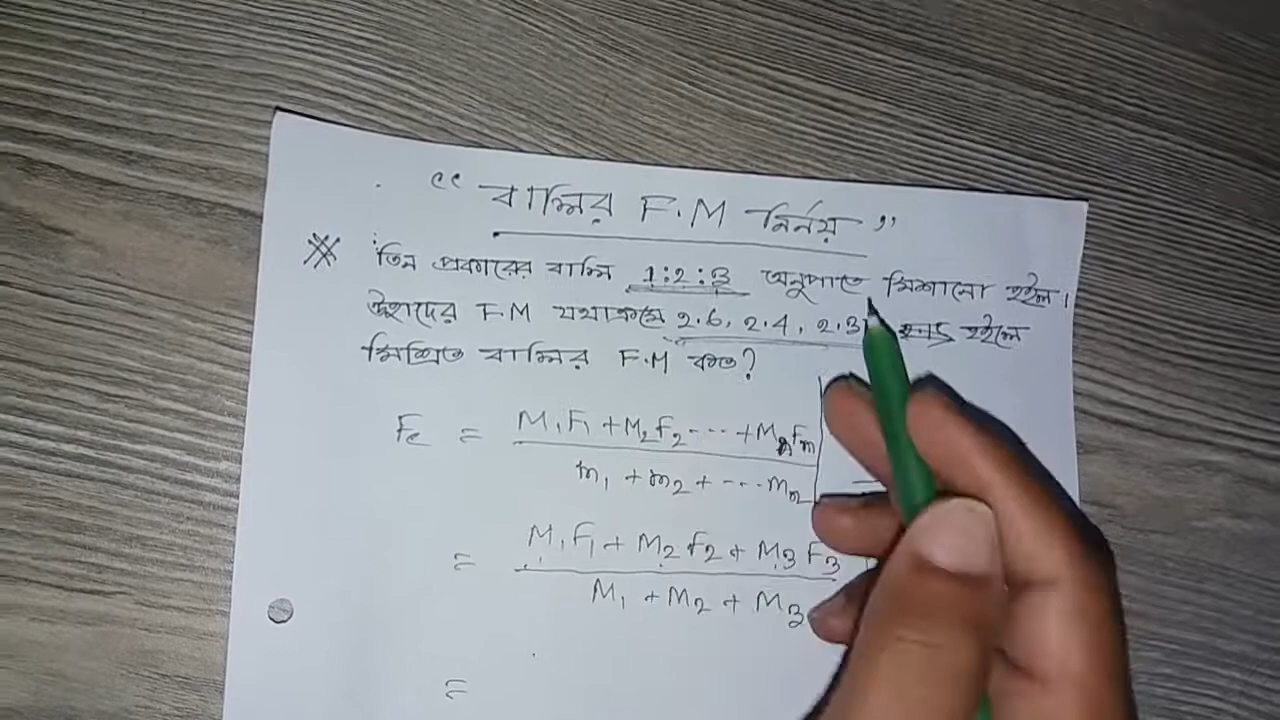 “ বালির F.M নির্নয় ”
※ তিন প্রকারের বালি 1:2:3 অনুপাতে মিশানো হইল।
উহাদের F.M যথাক্রমে 2.6, 2.4, 2.3 হইলে
মিশ্রিত বালির F.M কত?
Fc = M₁F₁ + M₂F₂ ... + MₙFₙ
m₁ + m₂ + ... mₙ
= M₁F₁ + M₂F₂ + M₃F₃
M₁ + M₂ + M₃
=